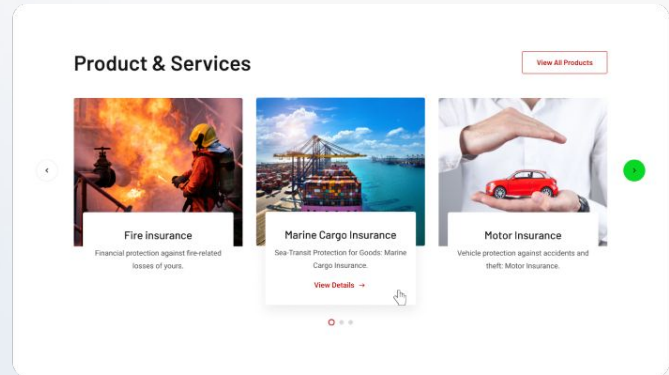 Product & Services
View All Products
Fire insurance
Financial protection against fire-related
losses of yours.
Marine Cargo Insurance
Sea-Transit Protection for Goods: Marine
Cargo Insurance.
View Details →
Motor Insurance
Vehicle protection against accidents and
theft: Motor Insurance.